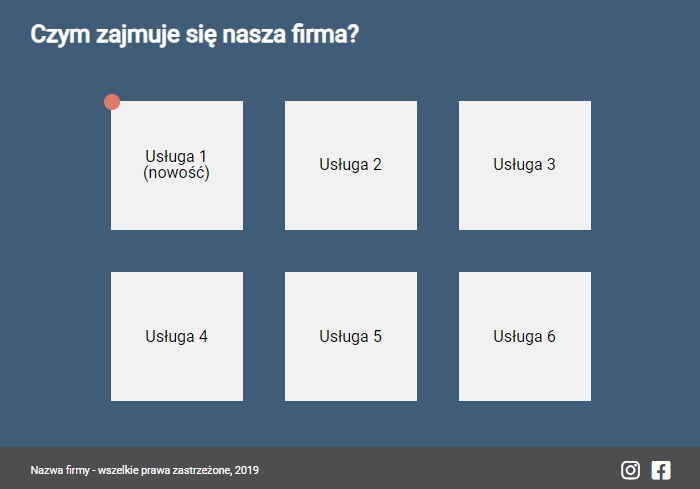 Czym zajmuje się nasza firma?
Usługa 1
(nowość)
Usługa 2
Usługa 3
Usługa 4
Usługa 5
Usługa 6
Nazwa firmy - wszelkie prawa zastrzeżone, 2019